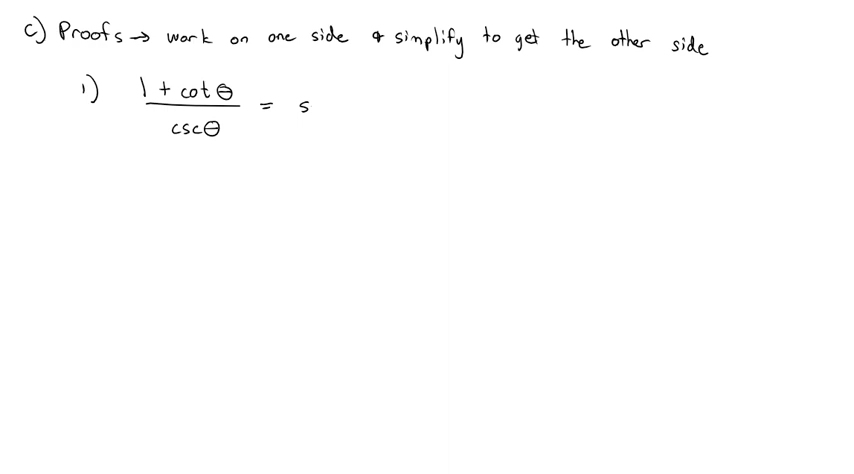 c) Proofs → work on one side & simplify to get the other side
1) 1 + cot θ
= s
csc θ